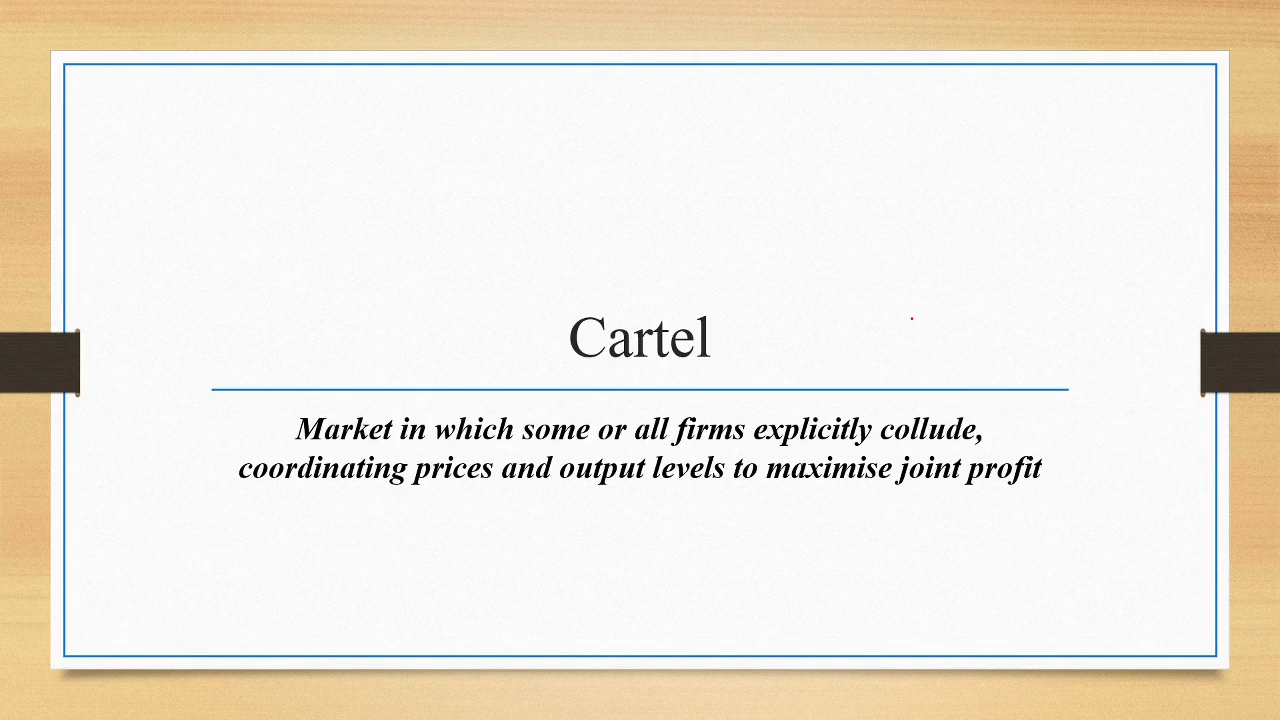 Cartel
Market in which some or all firms explicitly collude,
coordinating prices and output levels to maximise joint profit